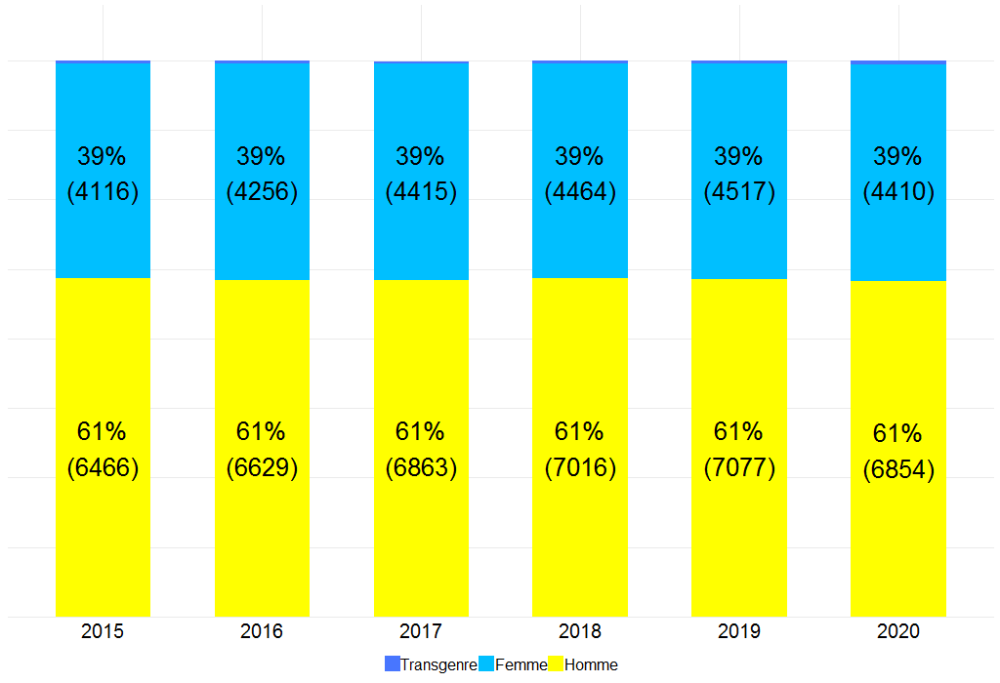 39% 39% 39% 39% 39% 39%
(4116) (4256) (4415) (4464) (4517) (4410)
61% 61% 61% 61% 61% 61%
(6466) (6629) (6863) (7016) (7077) (6854)
2015 2016 2017 2018 2019 2020
Transgenre Femme Homme